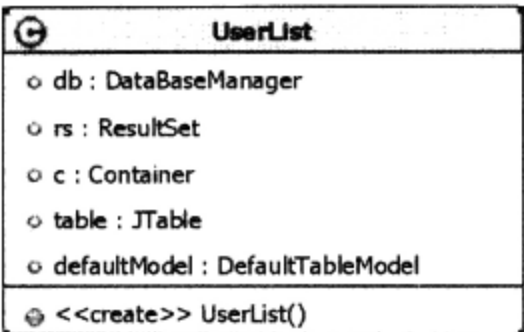 C UserList
db : DataBaseManager
rs : ResultSet
c : Container
table : JTable
defaultModel : DefaultTableModel
<<create>> UserList()